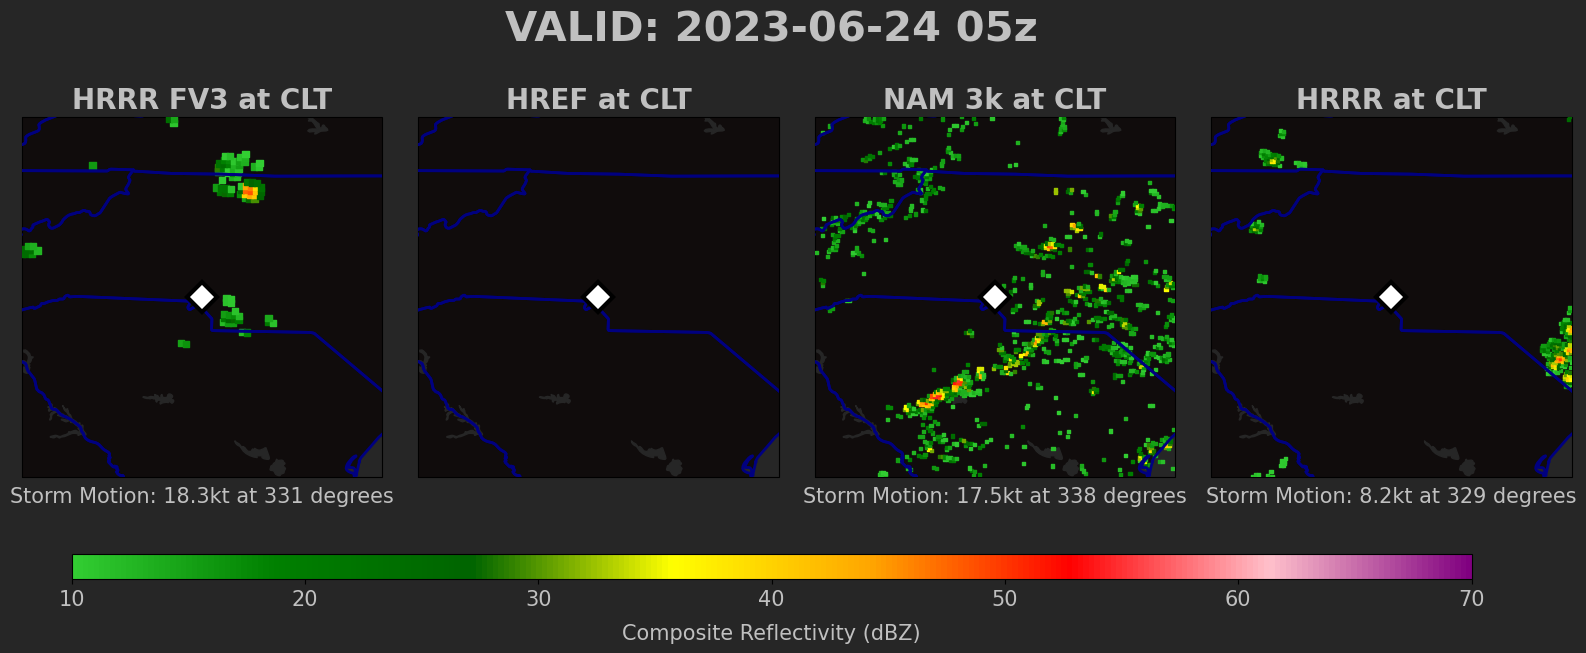 VALID: 2023-06-24 05z
HRRR FV3 at CLT
HREF at CLT
NAM 3k at CLT
HRRR at CLT
Storm Motion: 18.3kt at 331 degrees
Storm Motion: 17.5kt at 338 degrees
Storm Motion: 8.2kt at 329 degrees
10 20 30 40 50 60 70
Composite Reflectivity (dBZ)